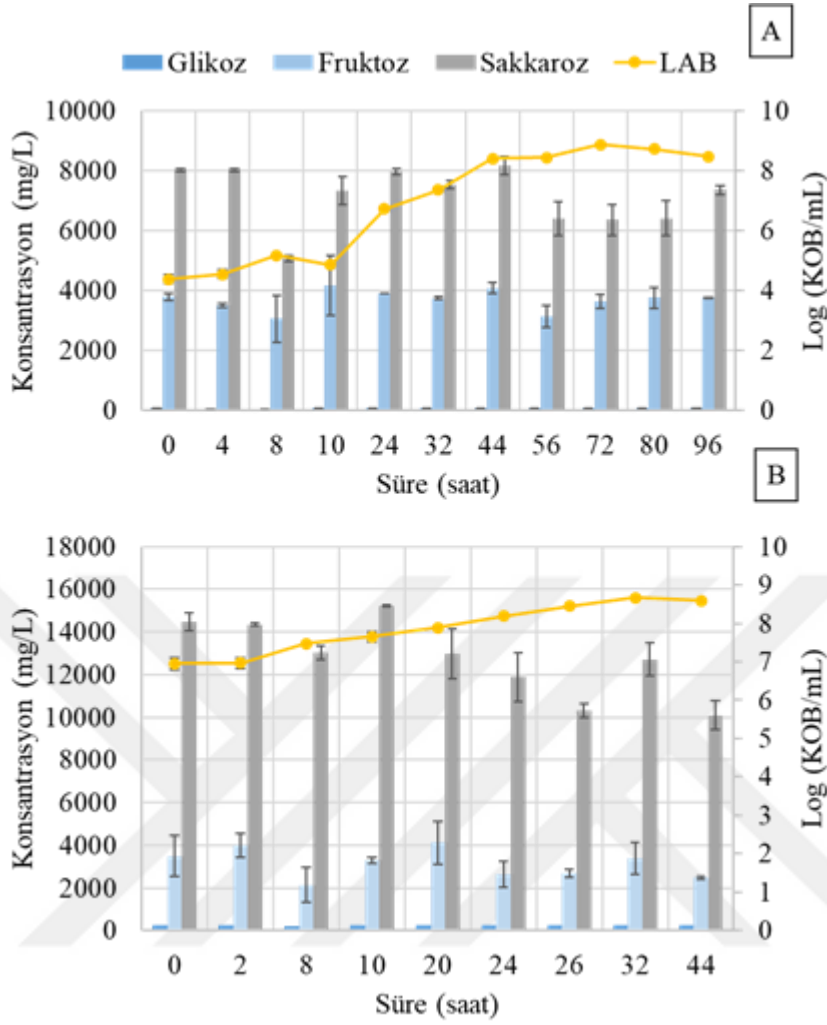 A
Glikoz Fruktoz Sakkaroz LAB
10000 10
8000 8
6000 6
4000 4
2000 2
0 0
Konsantrasyon (mg/L)
Log (KOB/mL)
0 4 8 10 24 32 44 56 72 80 96
Süre (saat)
B
18000 10
16000 9
14000 8
12000 7
10000 6
8000 5
6000 4
4000 3
2000 2
0 1
0
Konsantrasyon (mg/L)
Log (KOB/mL)
0 2 8 10 20 24 26 32 44
Süre (saat)